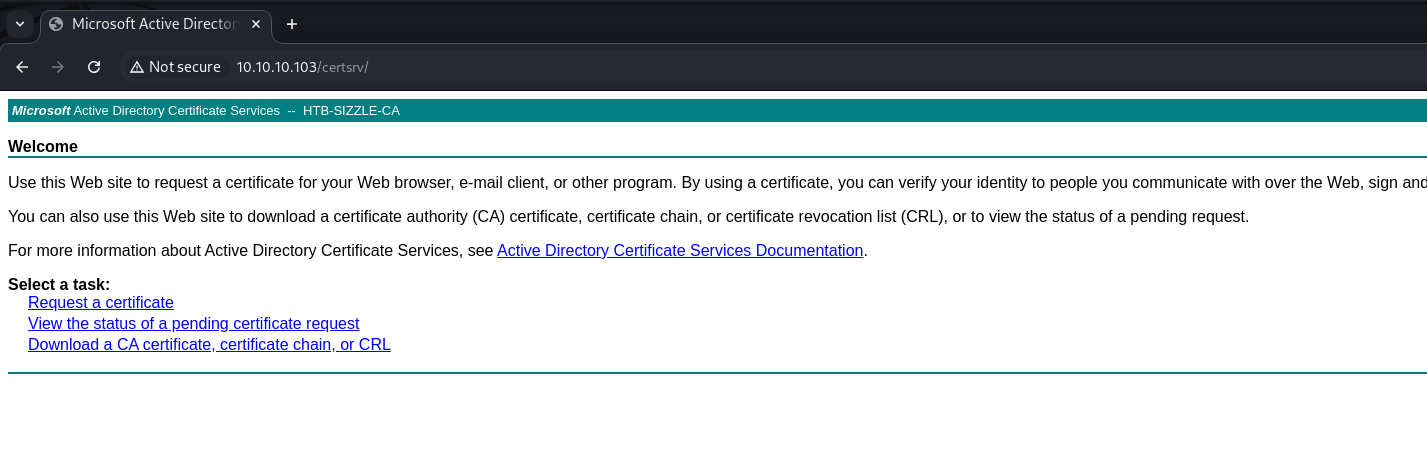 Microsoft Active Director
Not secure 10.10.10.103/certsrv/
Microsoft Active Directory Certificate Services -- HTB-SIZZLE-CA
Welcome
Use this Web site to request a certificate for your Web browser, e-mail client, or other program. By using a certificate, you can verify your identity to people you communicate with over the Web, sign and
You can also use this Web site to download a certificate authority (CA) certificate, certificate chain, or certificate revocation list (CRL), or to view the status of a pending request.
For more information about Active Directory Certificate Services, see Active Directory Certificate Services Documentation.
Select a task:
Request a certificate
View the status of a pending certificate request
Download a CA certificate, certificate chain, or CRL